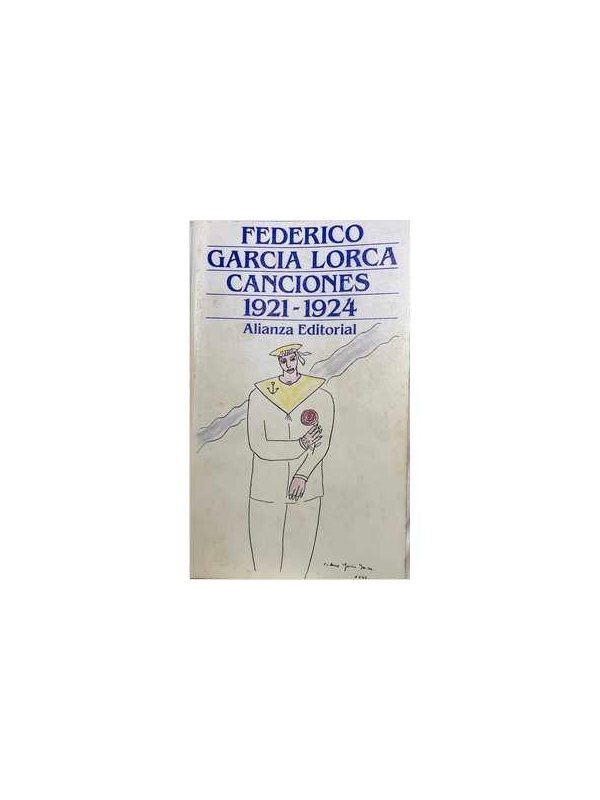 FEDERICO
GARCIA LORCA
CANCIONES
1921-1924
Alianza Editorial